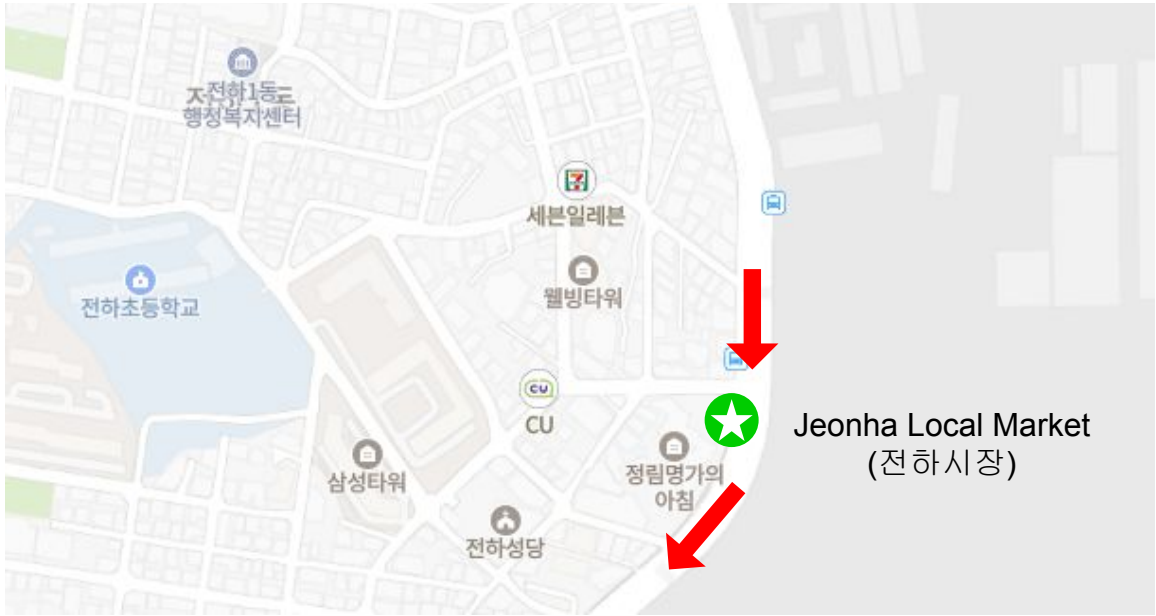 전하1동
행정복지센터
7
세븐일레븐
웰빙타워
전하초등학교
CU
CU
Jeonha Local Market
(전하시장)
정림명가의
아침
삼성타워
전하성당